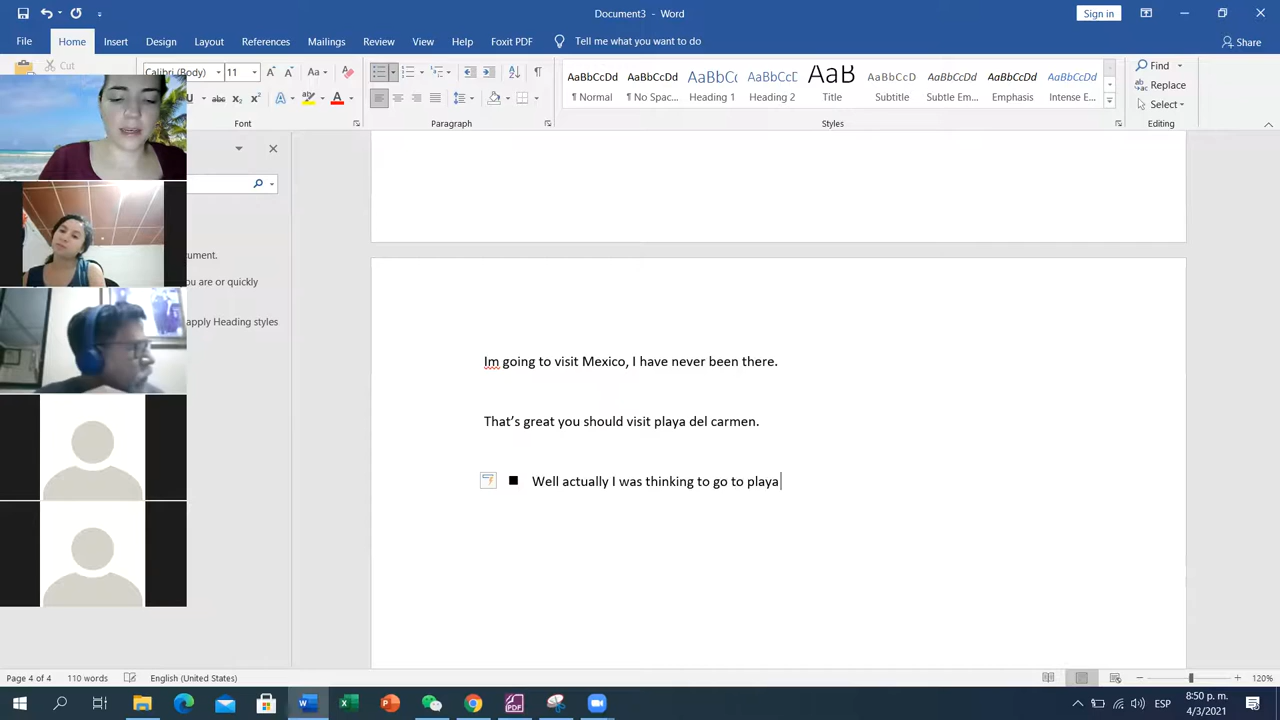 Document3 - Word
Sign in
File Home Insert Design Layout References Mailings Review View Help Foxit PDF Tell me what you want to do Share
Cut
Calibri (Body) 11
Aa
AaBbCcDd AaBbCcDd AaBbCc AaBbCcD AaB AaBbCcDd AaBbCcDd AaBbCcDd AaBbCcDd
¶ Normal ¶ No Spac... Heading 1 Heading 2 Title Subtitle Subtle Em... Emphasis Intense E...
Find
Replace
Select
Font Paragraph Styles Editing
cument.
ou are or quickly
apply Heading styles
Im going to visit Mexico, I have never been there.
That's great you should visit playa del carmen.
■ Well actually I was thinking to go to playa
Page 4 of 4 110 words English (United States) 120%
ESP
8:50 p. m.
4/3/2021